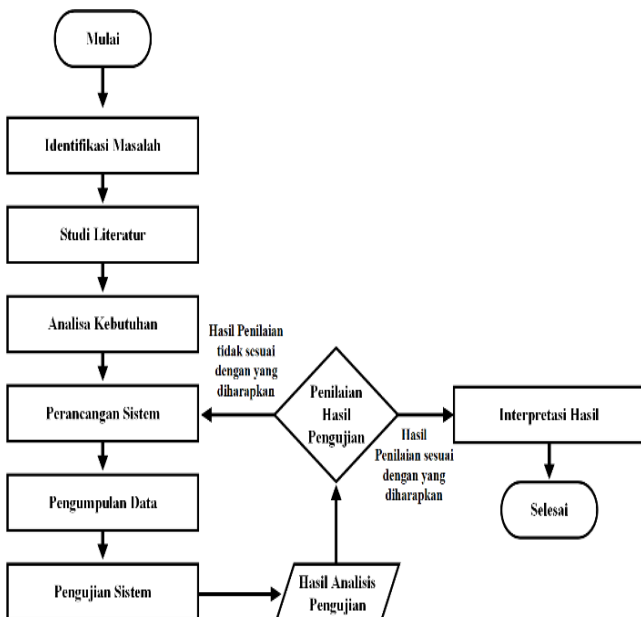 Mulai
Identifikasi Masalah
Studi Literatur
Analisa Kebutuhan
Perancangan Sistem
Pengumpulan Data
Pengujian Sistem
Hasil Analisis
Pengujian
Penilaian
Hasil
Pengujian
Hasil Penilaian
tidak sesuai
dengan yang
diharapkan
Hasil
Penilaian sesuai
dengan yang
diharapkan
Interpretasi Hasil
Selesai